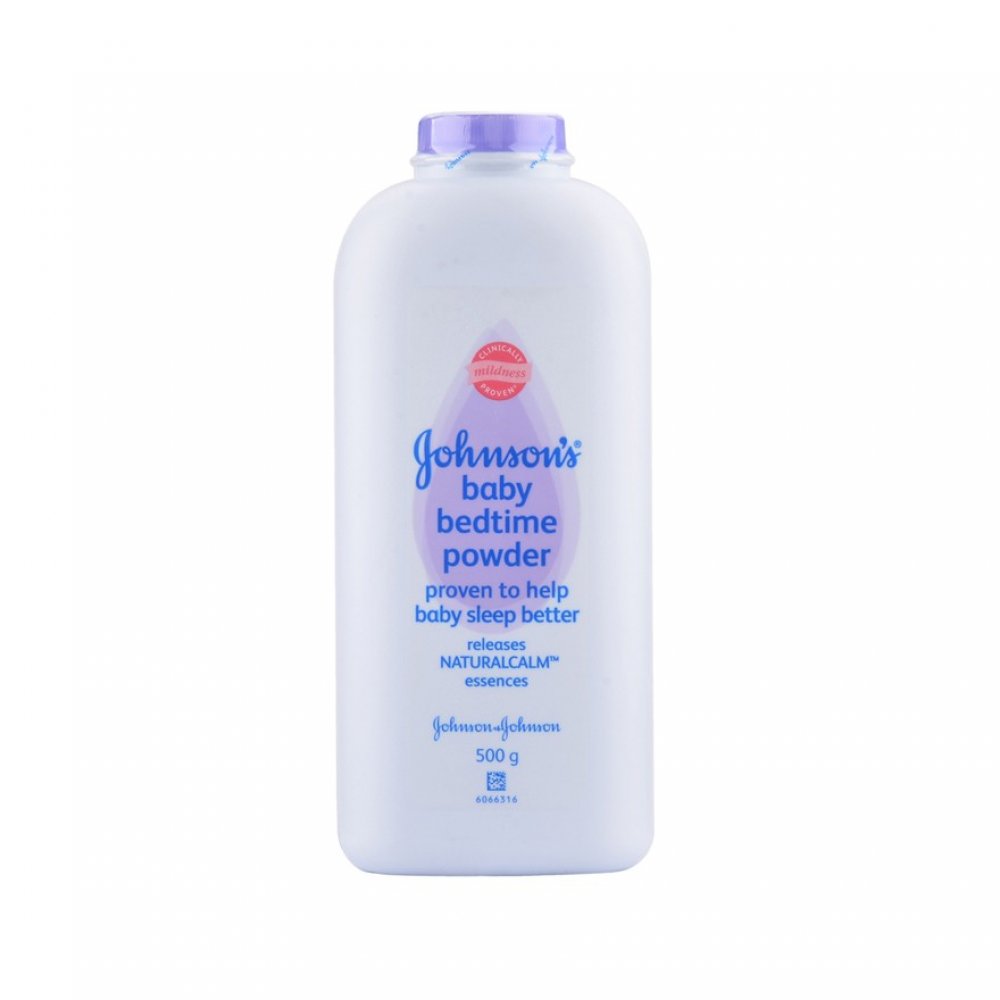 CLINICALLY
mildness
PROVEN®
Johnson's®
baby
bedtime
powder
proven to help
baby sleep better
releases
NATURALCALM™
essences
Johnson & Johnson
500 g
6066316